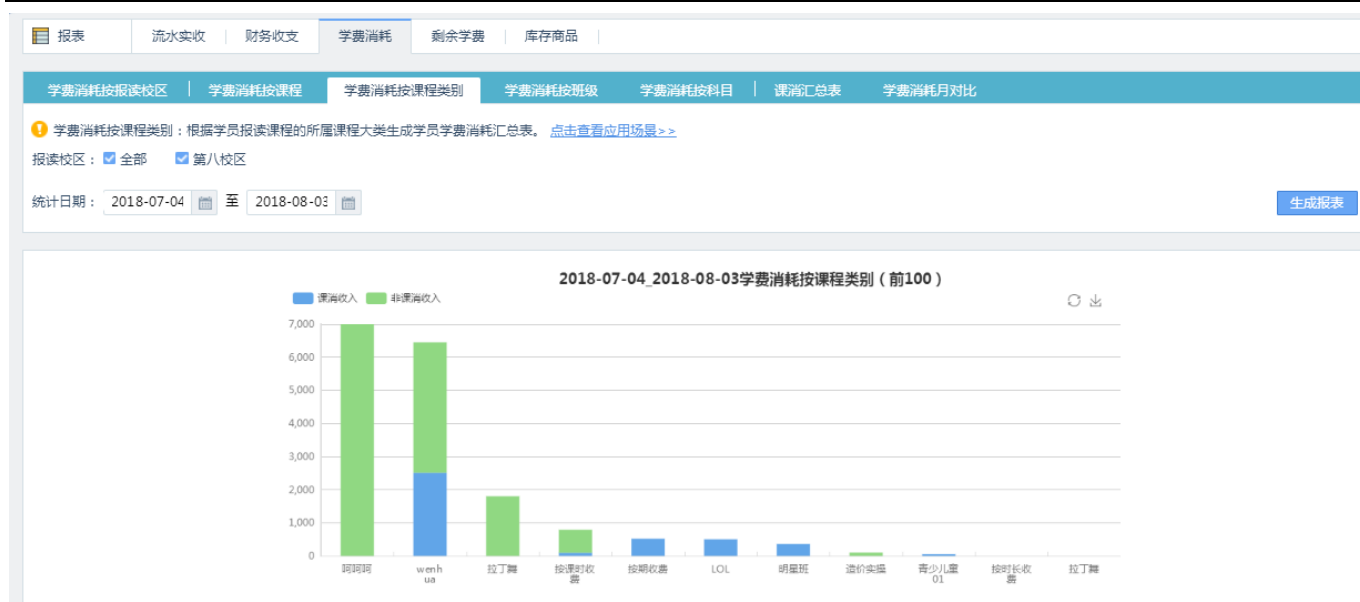 报表 流水实收 财务收支 学费消耗 剩余学费 库存商品
学费消耗按报读校区 学费消耗按课程 学费消耗按课程类别 学费消耗按班级 学费消耗按科目 课消汇总表 学费消耗月对比
学费消耗按课程类别：根据学员报读课程的所属课程大类生成学员学费消耗汇总表。 点击查看应用场景>>
报读校区： 全部 第八校区
统计日期： 2018-07-04 至 2018-08-03 生成报表
2018-07-04_2018-08-03学费消耗按课程类别（前100）
课消收入 非课消收入
7,000
6,000
5,000
4,000
3,000
2,000
1,000
0
呵呵呵 wenh 拉丁舞 按课时收 按期收费 LOL 明星班 造价实操 青少儿童 按时长收 拉丁舞
ua 费 01 费